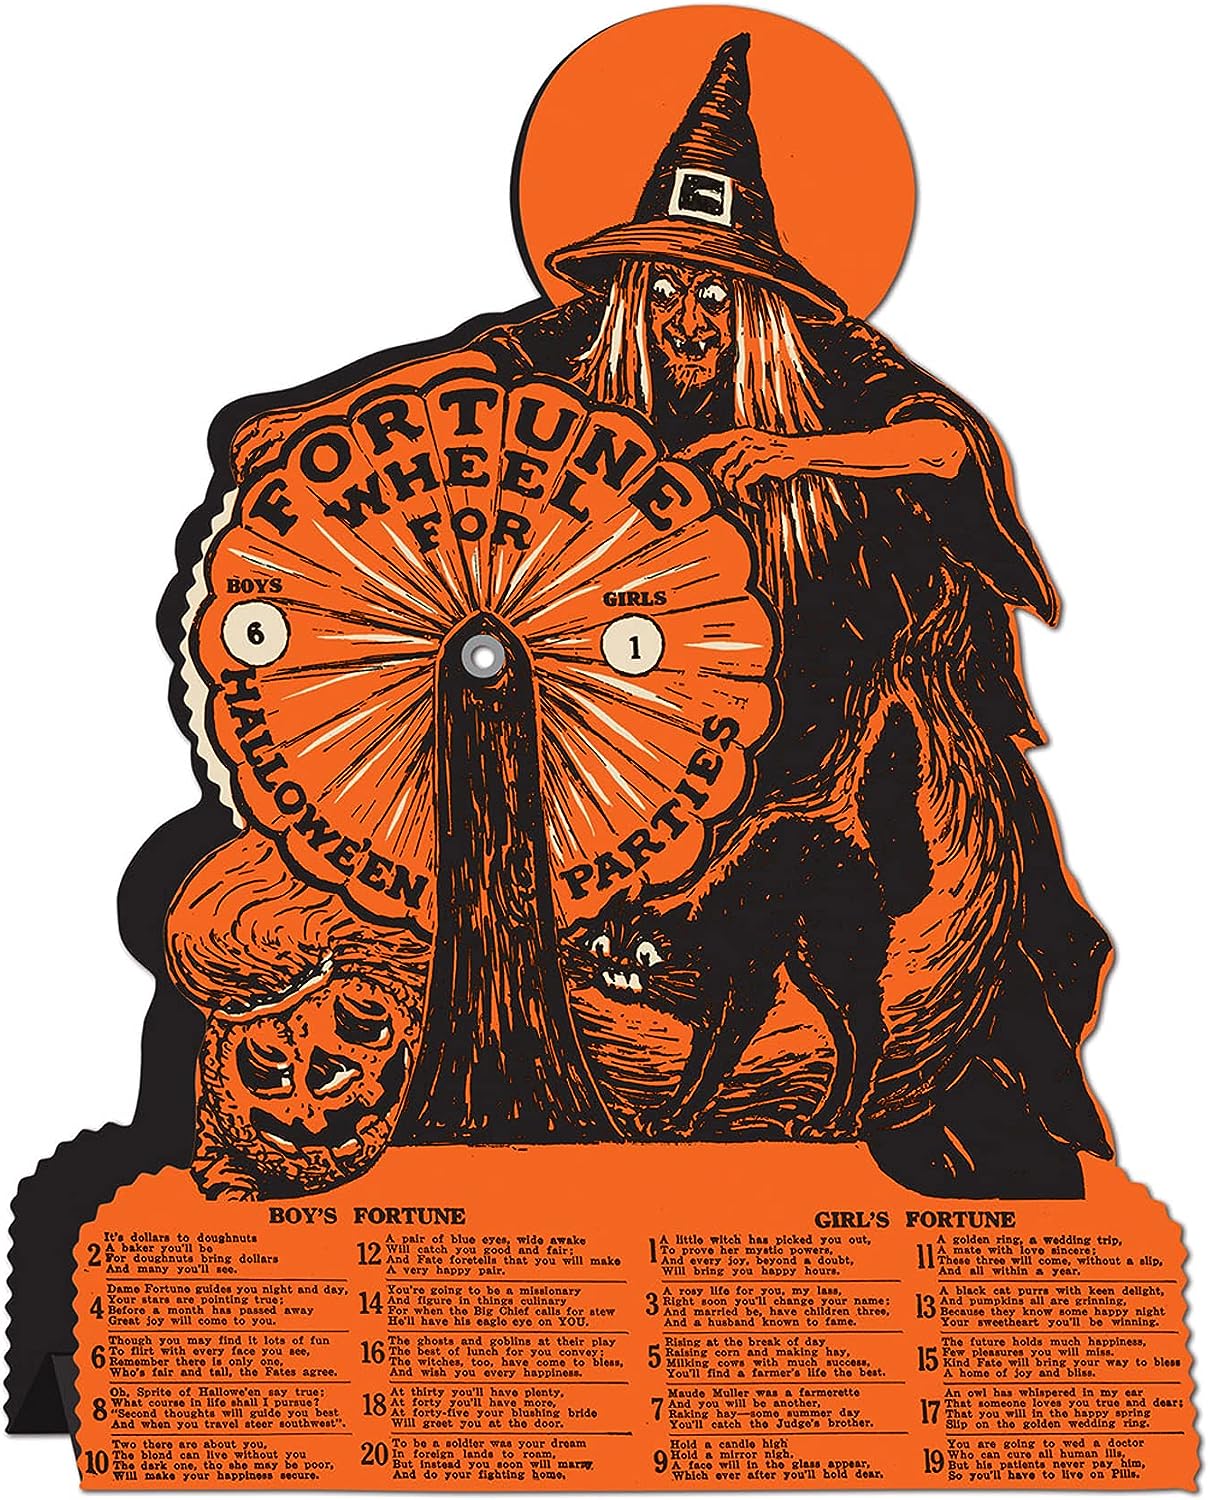 FORTUNE
WHEEL
FOR
BOYS
GIRLS
6
1
HALLOWEEN
PARTIES
BOY'S FORTUNE
2
It's dollars to doughnuts
A baker you'll be
For doughnuts bring dollars
And many you'll see.
4
Dame Fortune guides you night and day,
Your stars are pointing true;
Before a month has passed away
Great joy will come to you.
6
Though you may find it lots of fun
To flirt with every face you see,
Remember there is only one,
Who's fair and tall, the Fates agree.
8
Oh, Sprite of Hallowe'en say true;
What course in life shall I pursue?
"Second thoughts will guide you best
And when you travel steer southwest".
10
Two there are about you,
The blond can live without you
The dark one, tho she may be poor,
Will make your happiness secure.
12
A pair of blue eyes, wide awake
Will catch you good and fair;
And Fate foretells that you will make
A very happy pair.
14
You're going to be a missionary
And figure in things culinary
For when the Big Chief calls for stew
He'll have his eagle eye on YOU.
16
The ghosts and goblins at their play
The best of lunch for you convey;
The witches, too, have come to bless,
And wish you every happiness.
18
At thirty you'll have plenty,
At forty you'll have more,
At forty-five your blushing bride
Will greet you at the door.
20
To be a soldier was your dream
In foreign lands to roam,
But instead you soon will marry
And do your fighting home.
GIRL'S FORTUNE
1
A little witch has picked you out,
To prove her mystic powers,
And every joy, beyond a doubt,
Will bring you happy hours.
3
A rosy life for you, my lass,
Right soon you'll change your name;
And married be, have children three,
And a husband known to fame.
5
Rising at the break of day
Raising corn and making hay,
Milking cows with much success,
You'll find a farmer's life the best.
7
Maude Muller was a farmerette
And you will be another,
Raking hay—some summer day
You'll catch the Judge's brother.
9
Hold a candle high
Hold a mirror nigh,
A face will in the glass appear,
Which ever after you'll hold dear.
11
A golden ring, a wedding trip,
A mate with love sincere;
These three will come, without a slip,
And all within a year.
13
A black cat purrs with keen delight,
And pumpkins all are grinning,
Because they know some happy night
Your sweetheart you'll be winning.
15
The future holds much happiness,
Few pleasures you will miss.
Kind Fate will bring your way to bless
A home of joy and bliss.
17
An owl has whispered in my ear
That someone loves you true and dear;
That you will in the happy spring
Slip on the golden wedding ring.
19
You are going to wed a doctor
Who can cure all human ills,
But his patients never pay him,
So you'll have to live on Pills.